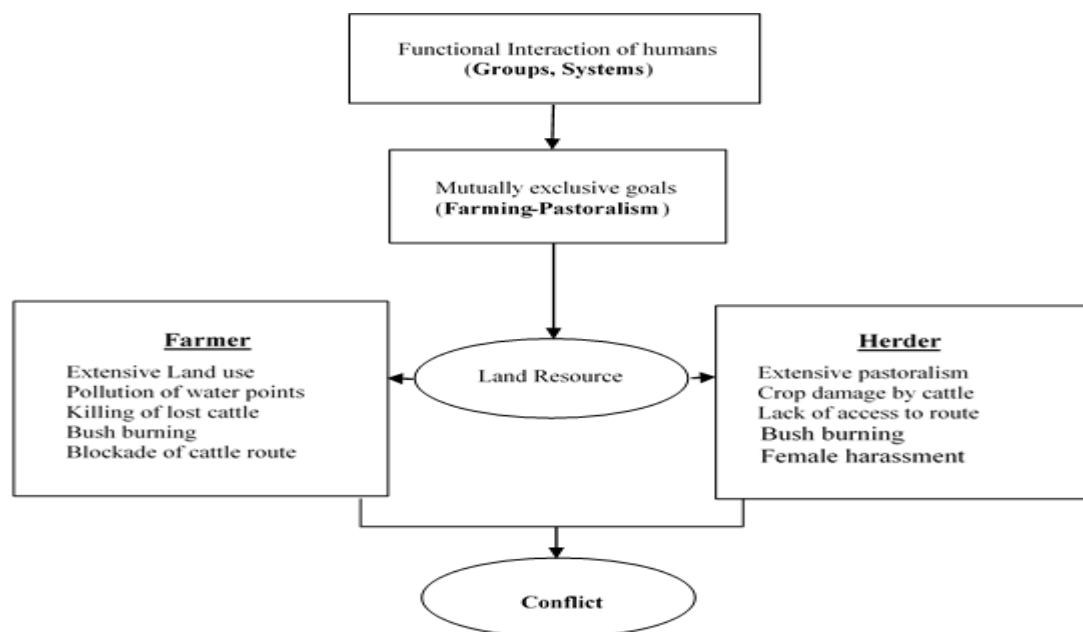 Functional Interaction of humans
(Groups, Systems)
Mutually exclusive goals
(Farming-Pastoralism)
Farmer
Extensive Land use
Pollution of water points
Killing of lost cattle
Bush burning
Blockade of cattle route
Land Resource
Herder
Extensive pastoralism
Crop damage by cattle
Lack of access to route
Bush burning
Female harassment
Conflict